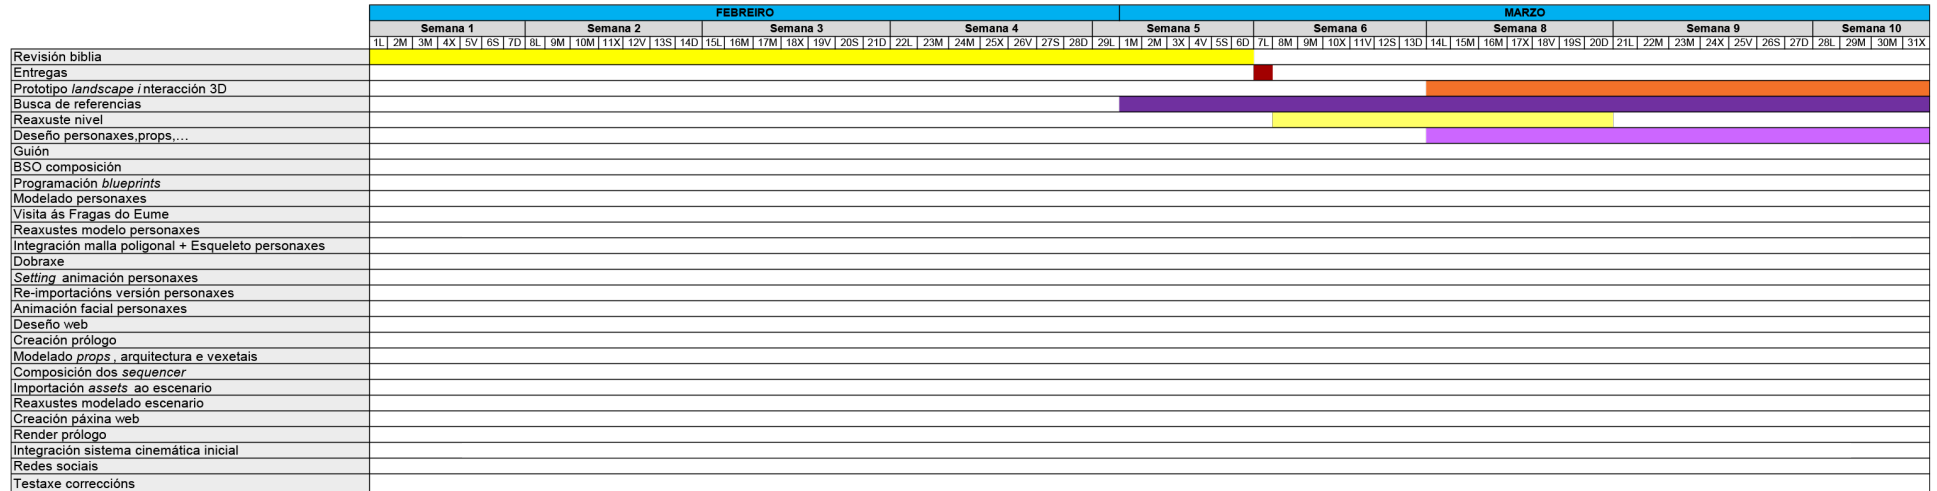 FEBREIRO MARZO
Semana 1 Semana 2 Semana 3 Semana 4 Semana 5 Semana 6 Semana 8 Semana 9 Semana 10
1L 2M 3M 4X 5V 6S 7D 8L 9M 10M 11X 12V 13S 14D 15L 16M 17M 18X 19V 20S 21D 22L 23M 24M 25X 26V 27S 28D 29L 1M 2M 3X 4V 5S 6D 7L 8M 9M 10X 11V 12S 13D 14L 15M 16M 17X 18V 19S 20D 21L 22M 23M 24X 25V 26S 27D 28L 29M 30M 31X
Revisión biblia
Entregas
Prototipo landscape i nteracción 3D
Busca de referencias
Reaxuste nivel
Deseño personaxes,props,...
Guión
BSO composición
Programación blueprints
Modelado personaxes
Visita ás Fragas do Eume
Reaxustes modelo personaxes
Integración malla poligonal + Esqueleto personaxes
Dobraxe
Setting animación personaxes
Re-importacións versión personaxes
Animación facial personaxes
Deseño web
Creación prólogo
Modelado props , arquitectura e vexetais
Composición dos sequencer
Importación assets ao escenario
Reaxustes modelado escenario
Creación páxina web
Render prólogo
Integración sistema cinemática inicial
Redes sociais
Testaxe correccións